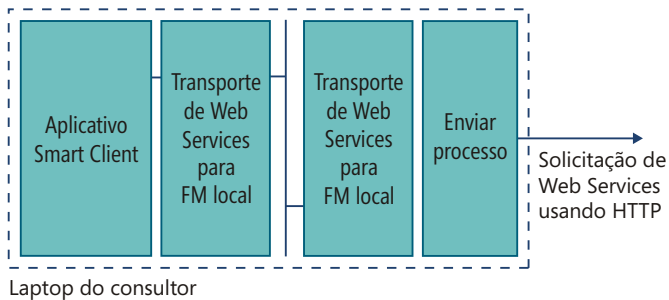 Aplicativo
Smart Client
Transporte
de Web
Services
para
FM local
Transporte
de Web
Services
para
FM local
Enviar
processo
Solicitação de
Web Services
usando HTTP
Laptop do consultor